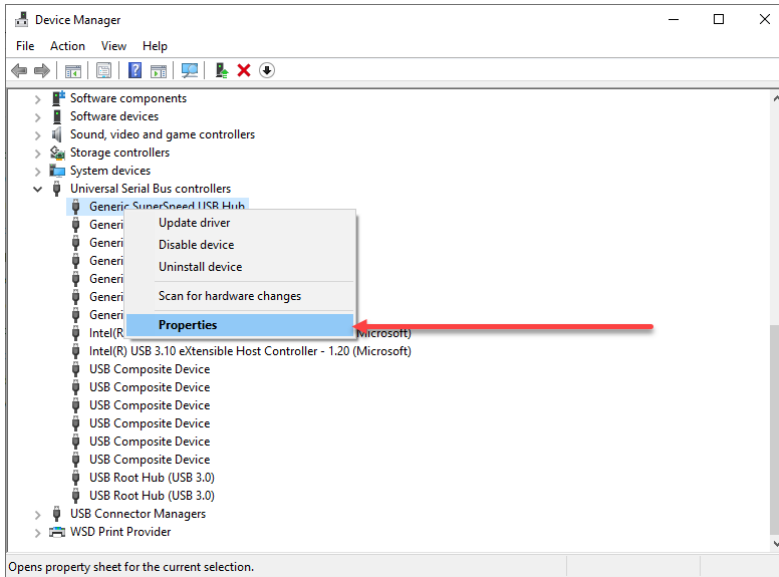 Device Manager
File Action View Help
Software components
Software devices
Sound, video and game controllers
Storage controllers
System devices
Universal Serial Bus controllers
Generic SuperSpeed USB Hub
Generi
Update driver
Generi
Disable device
Generi
Uninstall device
Generi
Generi
Scan for hardware changes
Generi
Properties
Intel(R Microsoft)
Intel(R) USB 3.10 eXtensible Host Controller - 1.20 (Microsoft)
USB Composite Device
USB Composite Device
USB Composite Device
USB Composite Device
USB Composite Device
USB Composite Device
USB Root Hub (USB 3.0)
USB Root Hub (USB 3.0)
USB Connector Managers
WSD Print Provider
Opens property sheet for the current selection.